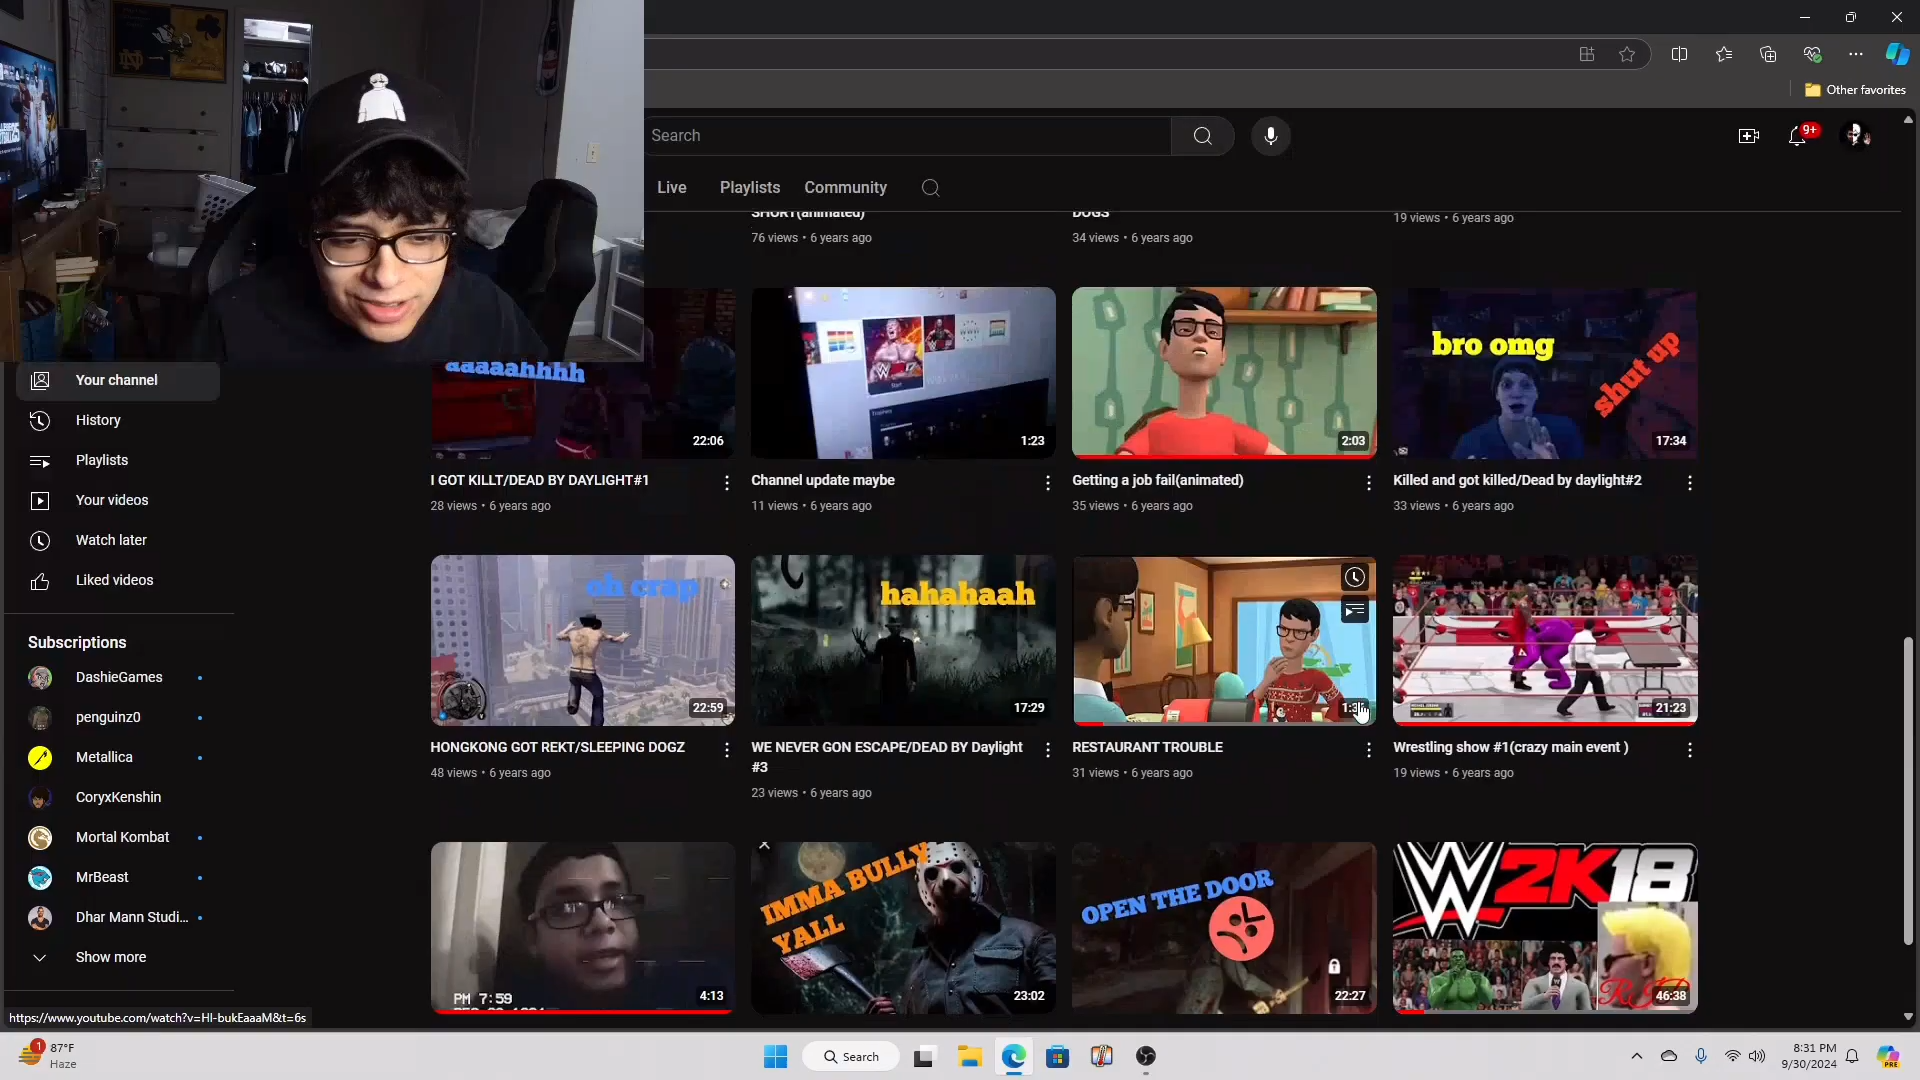 Other favorites
Search
9+
Live
Playlists
Community
SHORT(animated)
76 views • 6 years ago
DOGS
34 views • 6 years ago
19 views • 6 years ago
Your channel
History
Playlists
Your videos
Watch later
Liked videos
Subscriptions
DashieGames
penguinz0
Metallica
CoryxKenshin
Mortal Kombat
MrBeast
Dhar Mann Studi...
Show more
aaaaahhhh
22:06
I GOT KILLT/DEAD BY DAYLIGHT#1
28 views • 6 years ago
Start
1:23
Channel update maybe
11 views • 6 years ago
2:03
Getting a job fail(animated)
35 views • 6 years ago
bro omg
shut up
17:34
Killed and got killed/Dead by daylight#2
33 views • 6 years ago
oh crap
22:59
HONGKONG GOT REKT/SLEEPING DOGZ
48 views • 6 years ago
hahahaah
17:29
WE NEVER GON ESCAPE/DEAD BY Daylight
#3
23 views • 6 years ago
RESTAURANT TROUBLE
31 views • 6 years ago
21:23
Wrestling show #1(crazy main event )
19 views • 6 years ago
PM 7:59
4:13
IMMA BULLY
YALL
23:02
OPEN THE DOOR
22:27
W2K18
RIP
46:38
https://www.youtube.com/watch?v=HI-bukEaaaM&t=6s
1
87°F
Haze
Search
8:31 PM
9/30/2024
PRE